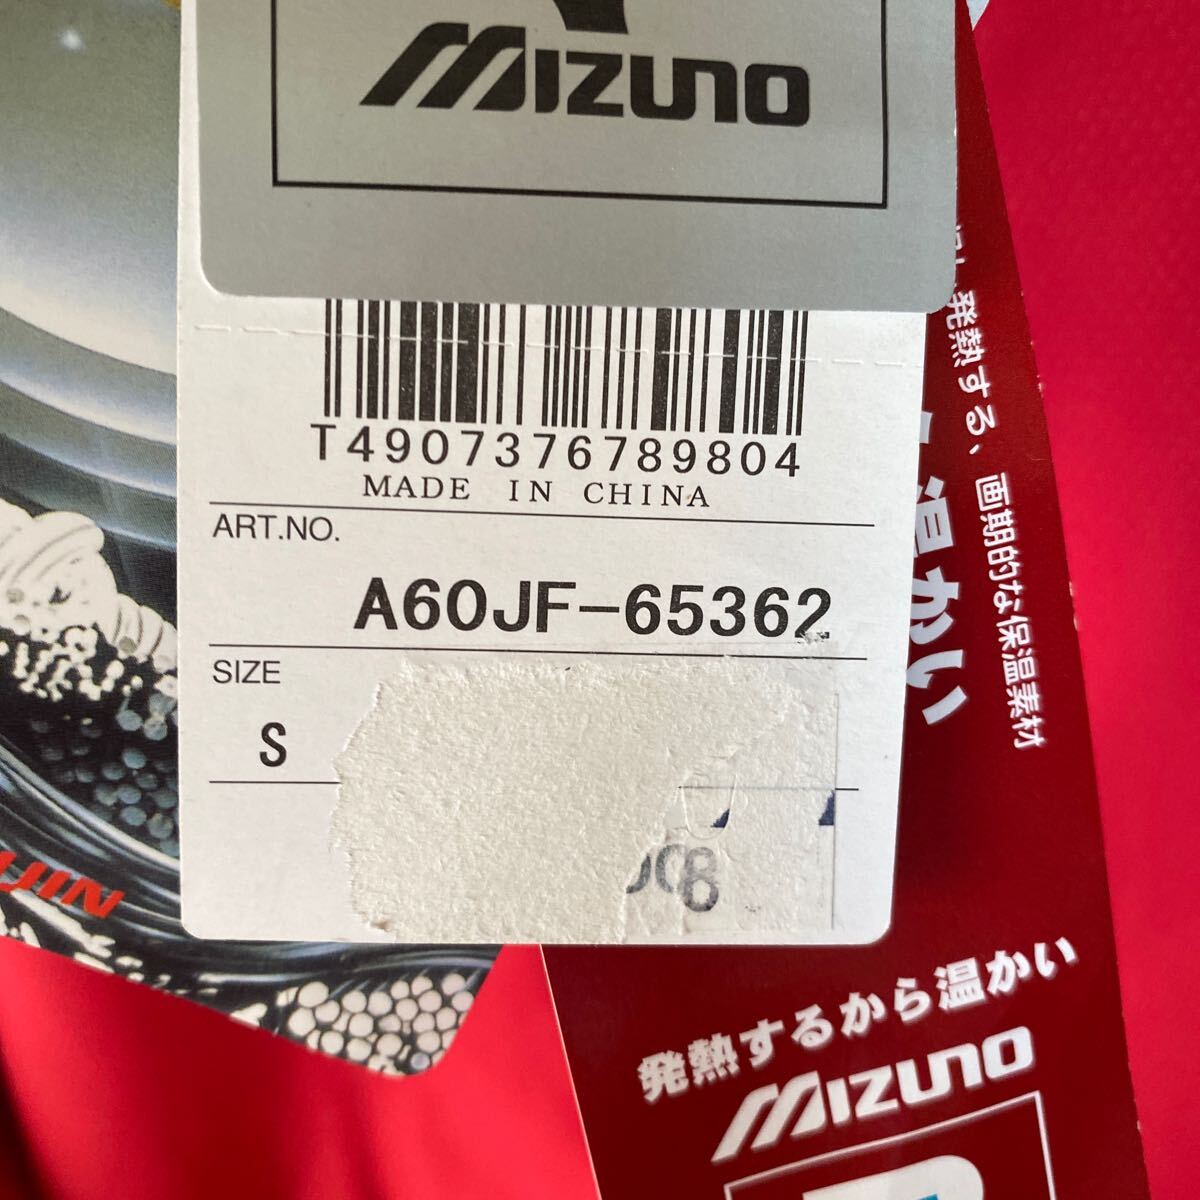 MIZUNO
T4907376789804
MADE IN CHINA
ART.NO.
A60JF-65362
SIZE
S
発熱する、画期的な保温素材
温かい
発熱するから温かい
MIZUNO